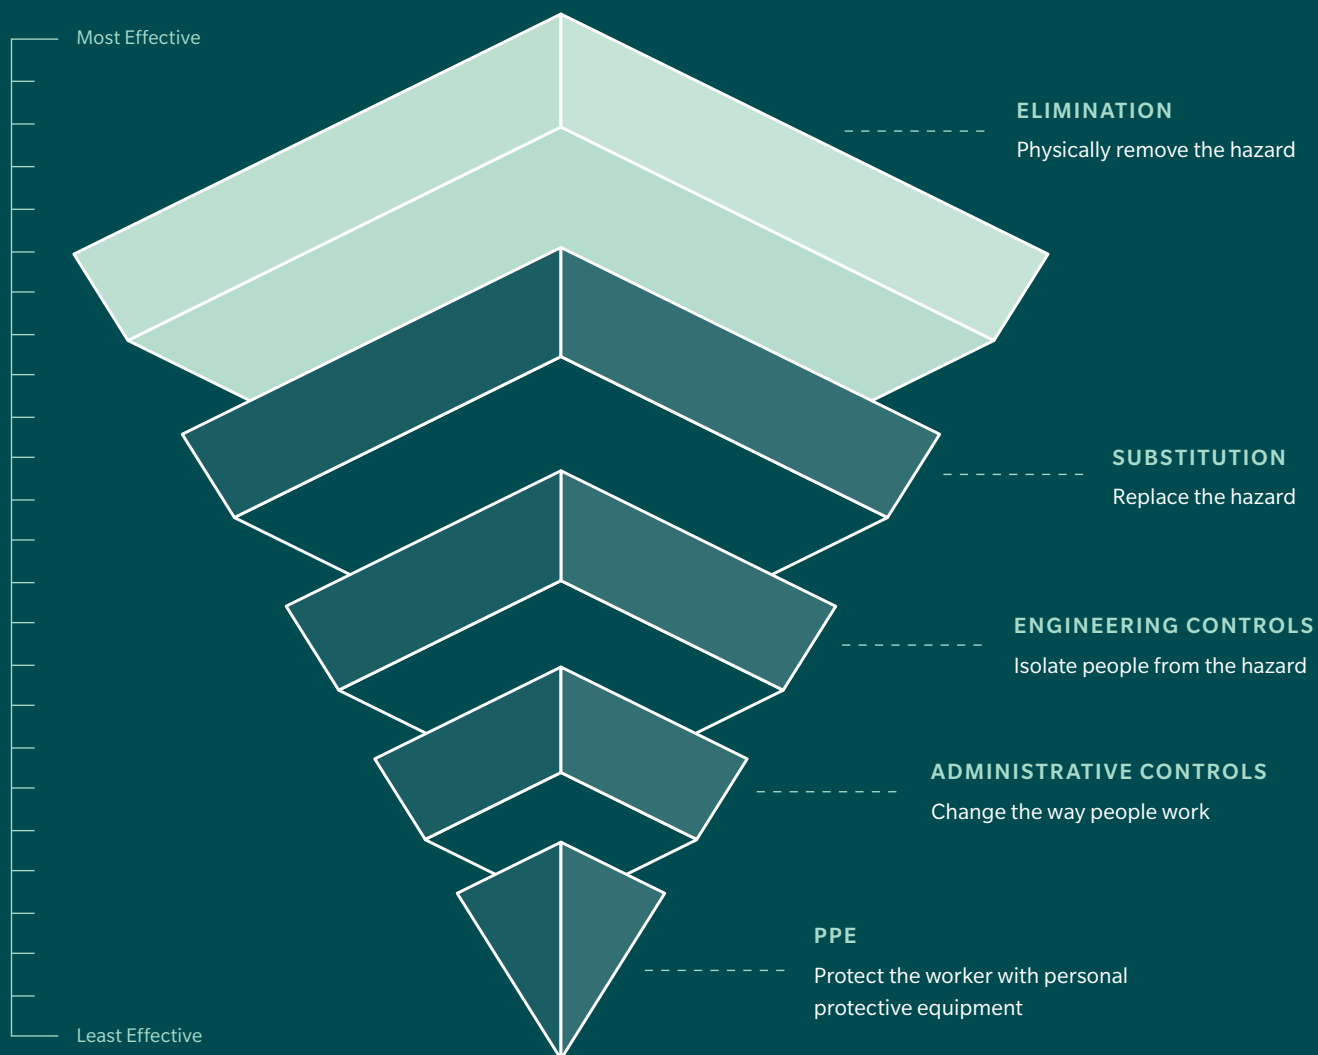 Most Effective
ELIMINATION
Physically remove the hazard
SUBSTITUTION
Replace the hazard
ENGINEERING CONTROLS
Isolate people from the hazard
ADMINISTRATIVE CONTROLS
Change the way people work
PPE
Protect the worker with personal
protective equipment
Least Effective